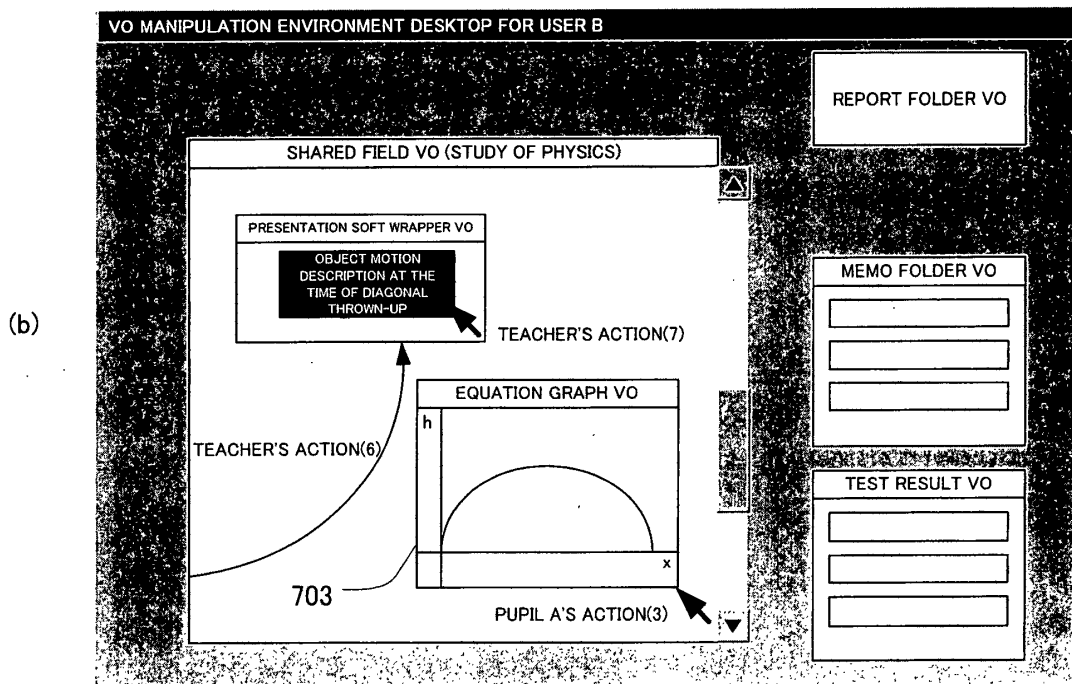 VO MANIPULATION ENVIRONMENT DESKTOP FOR USER B
REPORT FOLDER VO
SHARED FIELD VO (STUDY OF PHYSICS)
PRESENTATION SOFT WRAPPER VO
OBJECT MOTION
DESCRIPTION AT THE
TIME OF DIAGONAL
THROWN-UP
MEMO FOLDER VO
(b)
TEACHER'S ACTION(7)
EQUATION GRAPH VO
h
TEACHER'S ACTION(6)
TEST RESULT VO
x
703
PUPIL A'S ACTION(3)